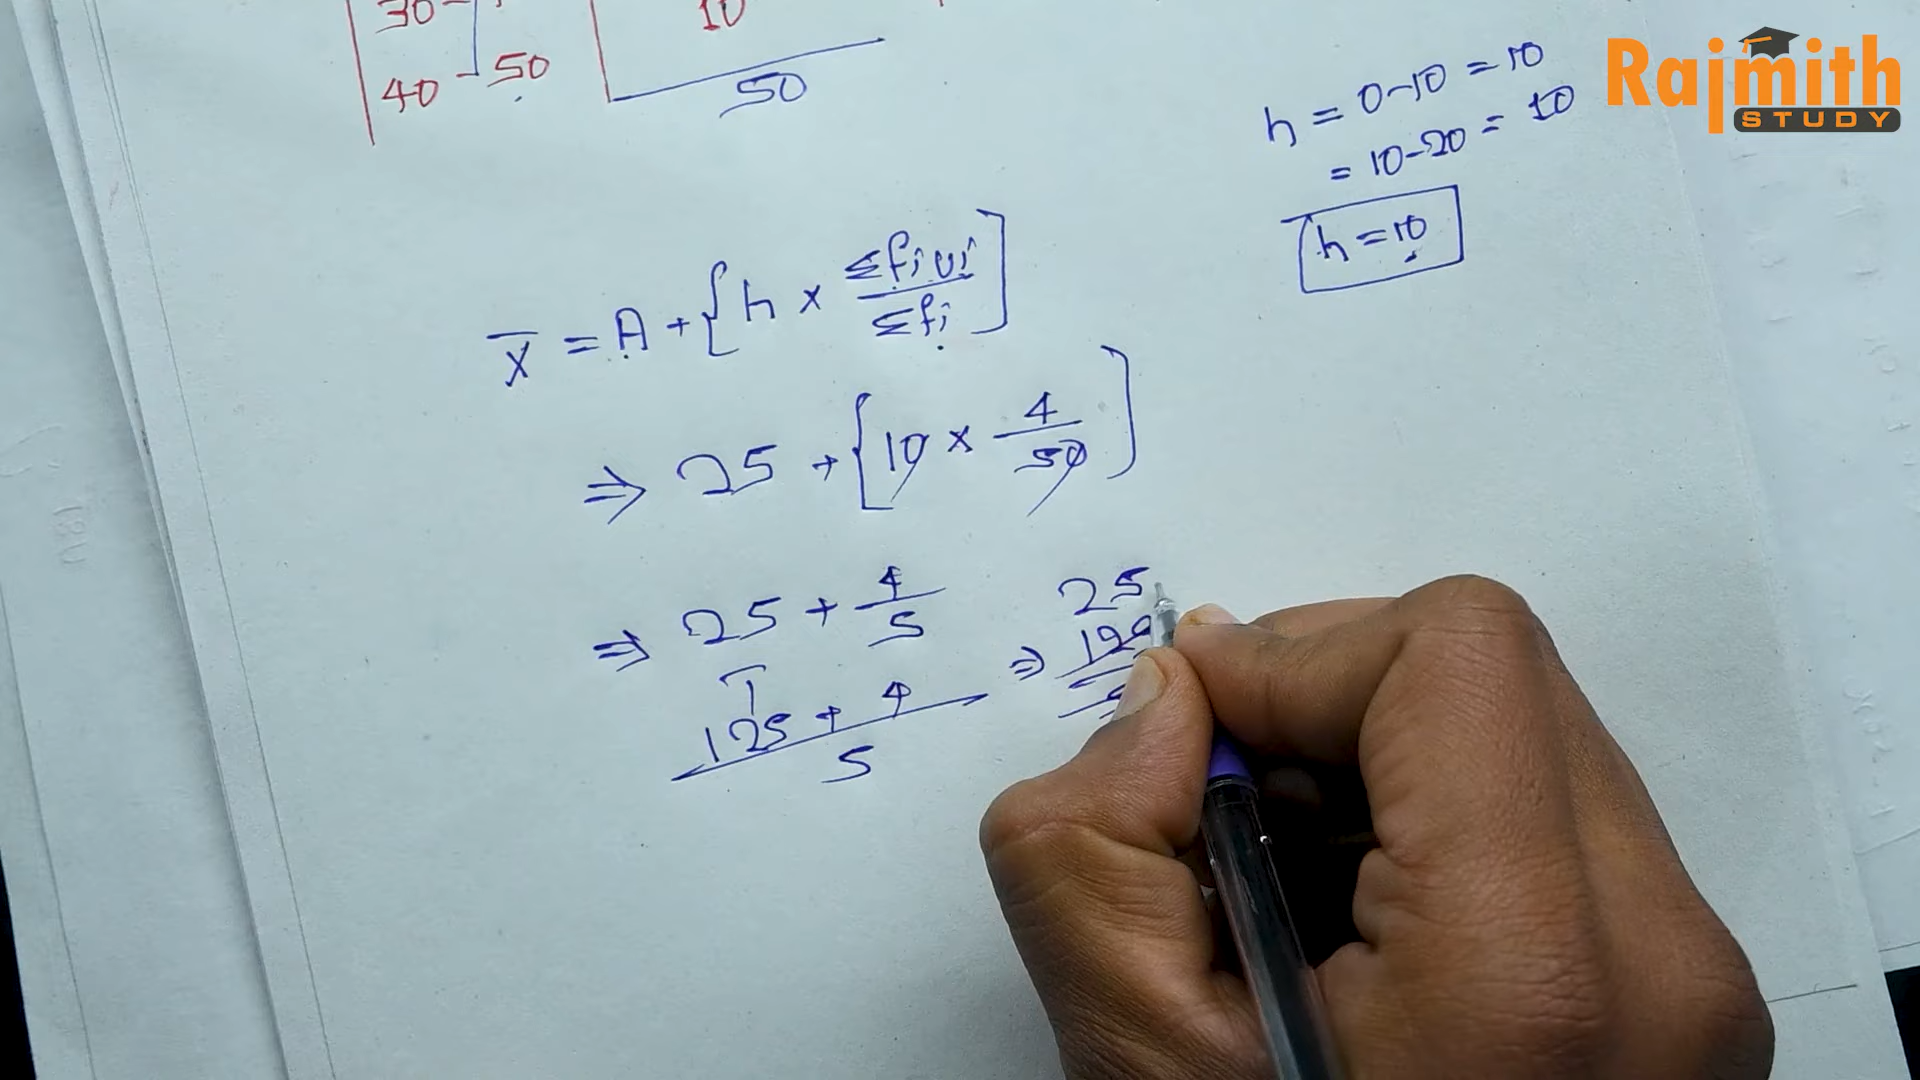 30-
10
40-50
50
h = 0-10 = 10
= 10-20 = 10
h = 10
Rajmith
STUDY
x̄ = A + { h × Σfiui / Σfi ]
⇒ 25 + [ 10 × 4/50 ]
⇒ 25 + 4/5
125 + 4 / 5
⇒ 25